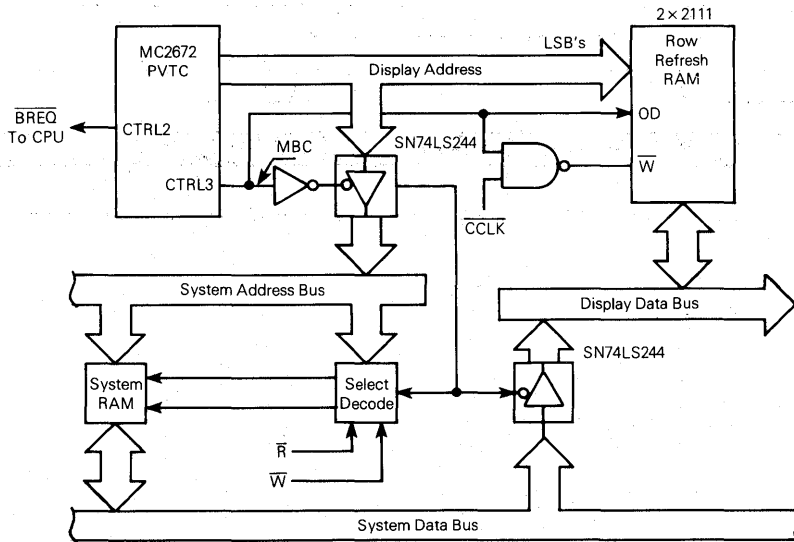 2 × 2111
MC2672
PVTC
LSB's
Row
Refresh
RAM
Display Address
BREQ
To CPU
CTRL2
OD
MBC
SN74LS244
CTRL3
W
CCLK
System Address Bus
Display Data Bus
SN74LS244
System
RAM
Select
Decode
R
W
System Data Bus